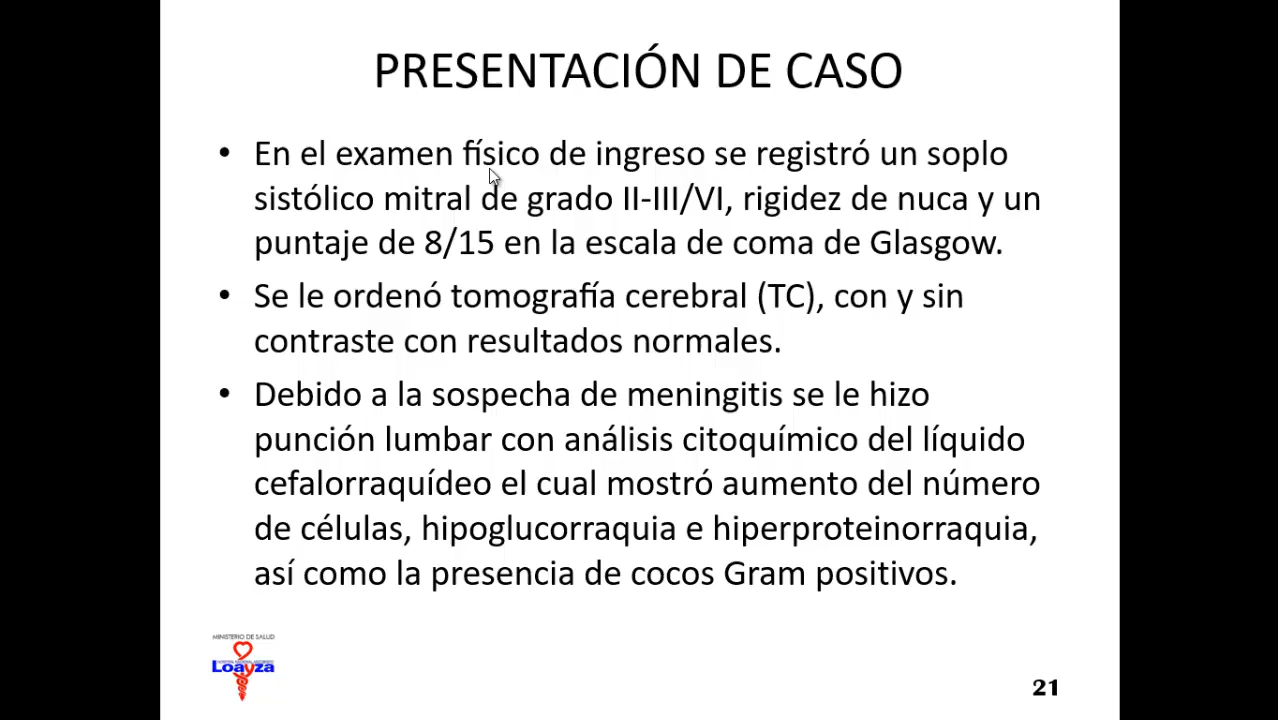 PRESENTACIÓN DE CASO
• En el examen físico de ingreso se registró un soplo
sistólico mitral de grado II-III/VI, rigidez de nuca y un
puntaje de 8/15 en la escala de coma de Glasgow.
• Se le ordenó tomografía cerebral (TC), con y sin
contraste con resultados normales.
• Debido a la sospecha de meningitis se le hizo
punción lumbar con análisis citoquímico del líquido
cefalorraquídeo el cual mostró aumento del número
de células, hipoglucorraquia e hiperproteinorraquia,
así como la presencia de cocos Gram positivos.
MINISTERIO DE SALUD
Loayza
21